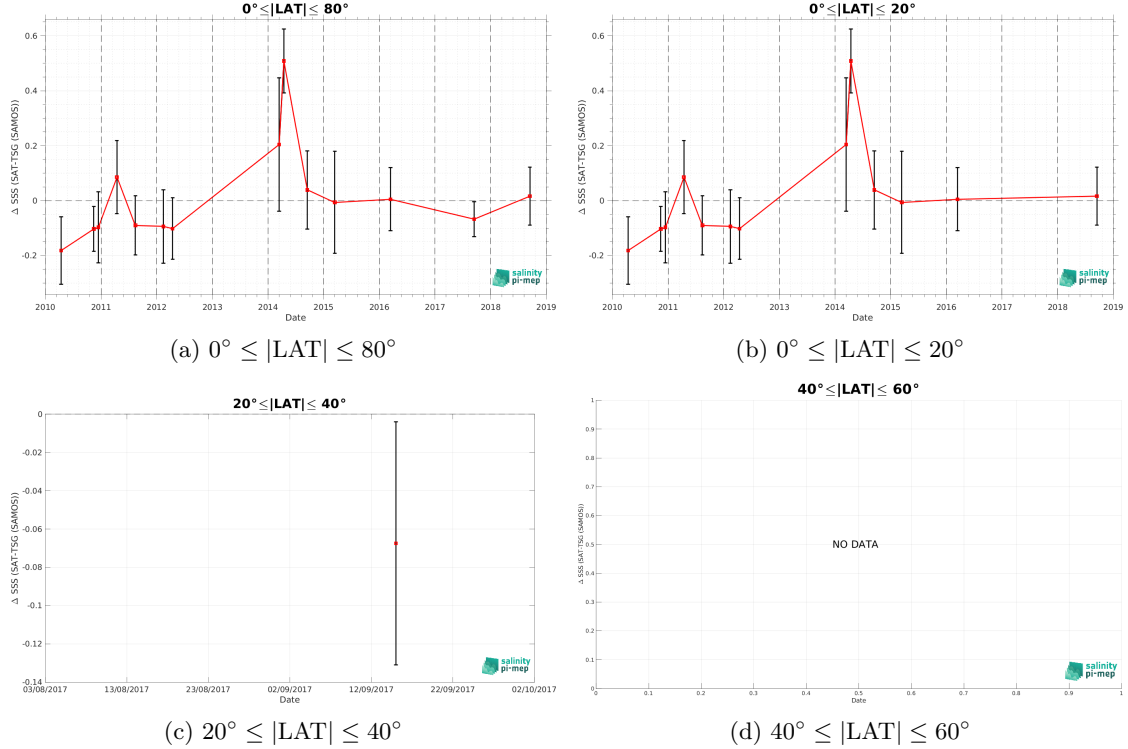 0°≤|LAT|≤ 80°
Δ SSS (SAT-TSG (SAMOS))
0.6
0.4
0.2
0
-0.2
2010 2011 2012 2013 2014 2015 2016 2017 2018 2019
Date
salinity
pi-mep
(a) 0° ≤ |LAT| ≤ 80°
0°≤|LAT|≤ 20°
Δ SSS (SAT-TSG (SAMOS))
0.6
0.4
0.2
0
-0.2
2010 2011 2012 2013 2014 2015 2016 2017 2018 2019
Date
salinity
pi-mep
(b) 0° ≤ |LAT| ≤ 20°
20°≤|LAT|≤ 40°
Δ SSS (SAT-TSG (SAMOS))
0
-0.02
-0.04
-0.06
-0.08
-0.1
-0.12
-0.14
03/08/2017 13/08/2017 23/08/2017 02/09/2017 12/09/2017 22/09/2017 02/10/2017
Date
salinity
pi-mep
(c) 20° ≤ |LAT| ≤ 40°
40°≤|LAT|≤ 60°
Δ SSS (SAT-TSG (SAMOS))
1
0.9
0.8
0.7
0.6
0.5
0.4
0.3
0.2
0.1
0
NO DATA
0 0.1 0.2 0.3 0.4 0.5 0.6 0.7 0.8 0.9 1
Date
salinity
pi-mep
(d) 40° ≤ |LAT| ≤ 60°